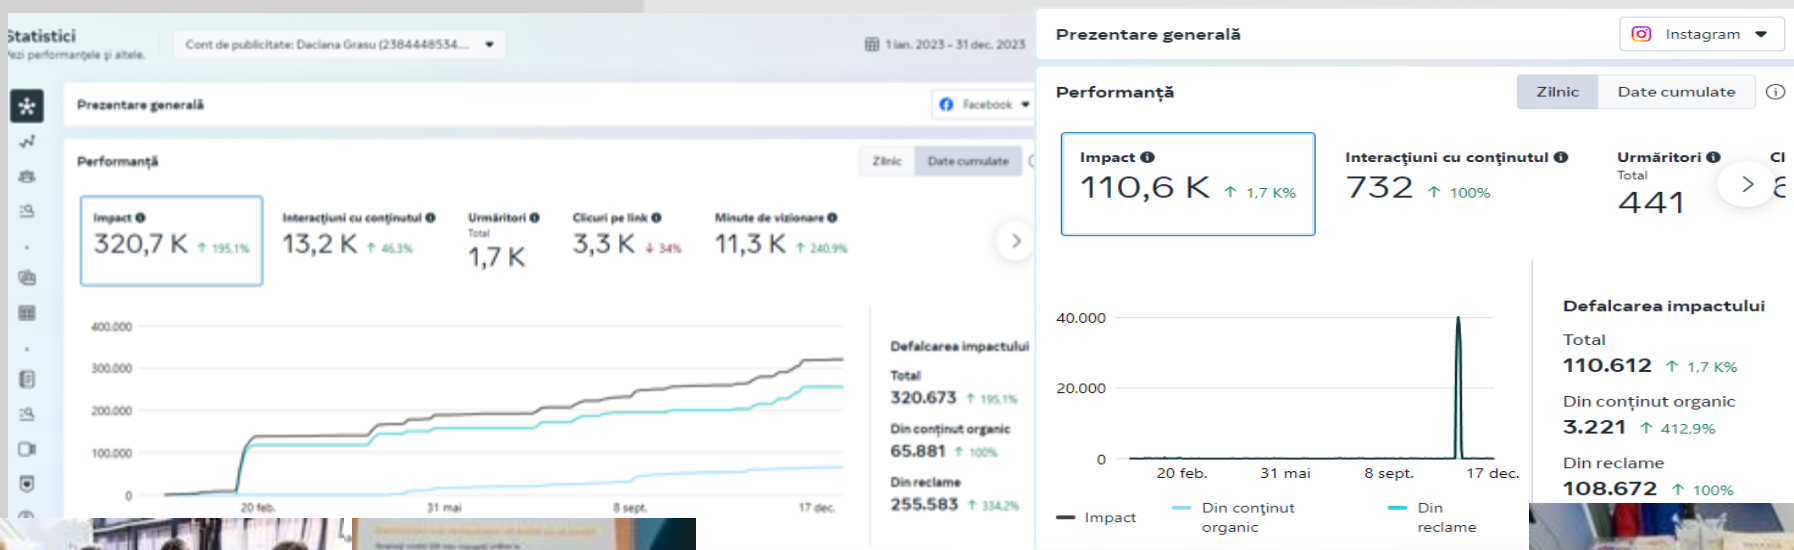 Statistici
Vezi performanțele și altele.
Cont de publicitate: Daciana Grasu (2384448534....
1 ian. 2023 – 31 dec. 2023
Prezentare generală
Facebook
Performanță
Zilnic
Date cumulate
Impact
320,7 K ↑ 195,1%
Interacțiuni cu conținutul
13,2 K ↑ 46,3%
Urmăritori
Total
1,7 K
Clicuri pe link
3,3 K ↓ 34%
Minute de vizionare
11,3 K ↑ 240,9%
400.000
300.000
200.000
100.000
0
20 feb.
31 mai
8 sept.
17 dec.
Defalcarea impactului
Total
320.673 ↑ 195,1%
Din conținut organic
65.881 ↑ 100%
Din reclame
255.583 ↑ 334,2%
Prezentare generală
Instagram
Performanță
Zilnic
Date cumulate
Impact
110,6 K ↑ 1,7 K%
Interacțiuni cu conținutul
732 ↑ 100%
Urmăritori
Total
441
Cl
40.000
20.000
0
20 feb.
31 mai
8 sept.
17 dec.
Impact
Din conținut
organic
Din
reclame
Defalcarea impactului
Total
110.612 ↑ 1,7 K%
Din conținut organic
3.221 ↑ 412,9%
Din reclame
108.672 ↑ 100%